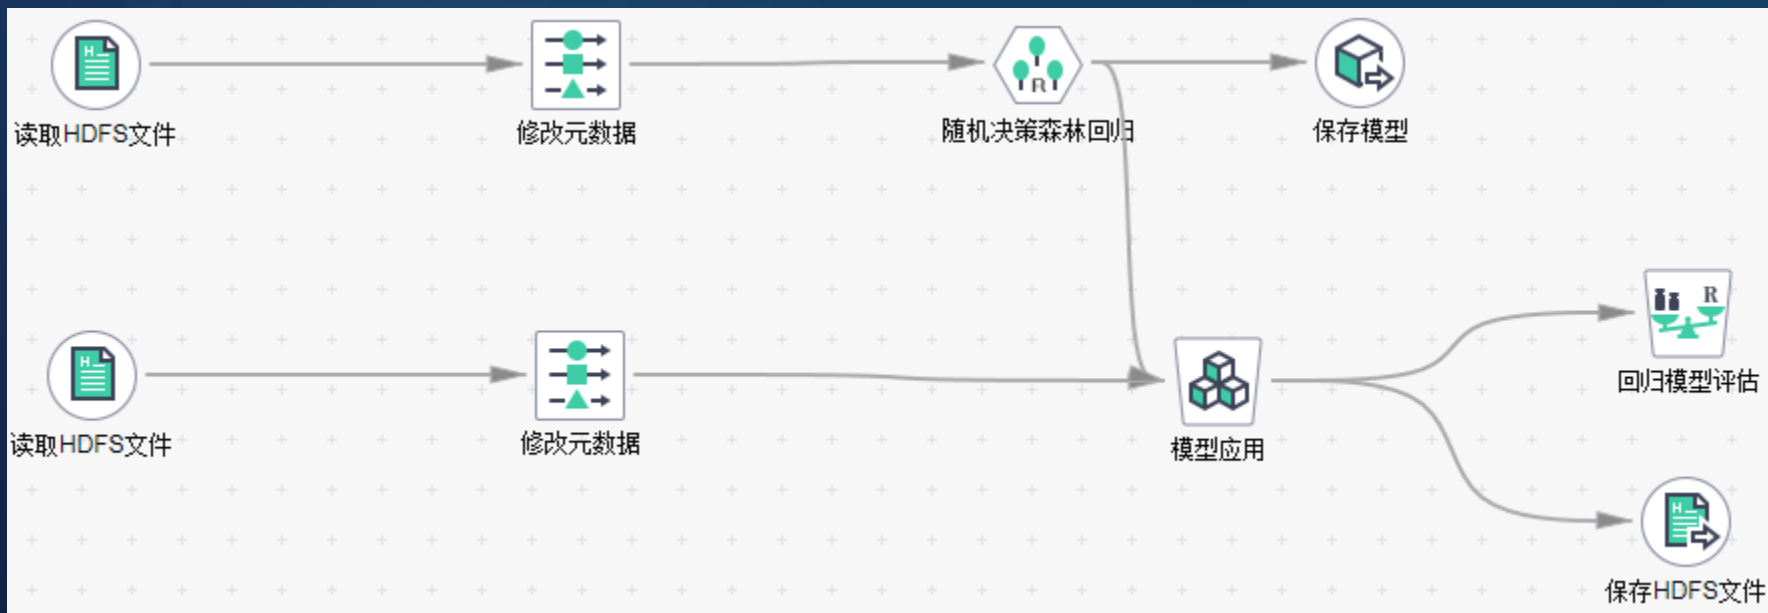 读取HDFS文件
修改元数据
R
随机决策森林回归
保存模型
读取HDFS文件
修改元数据
模型应用
R
回归模型评估
保存HDFS文件
H
H
H